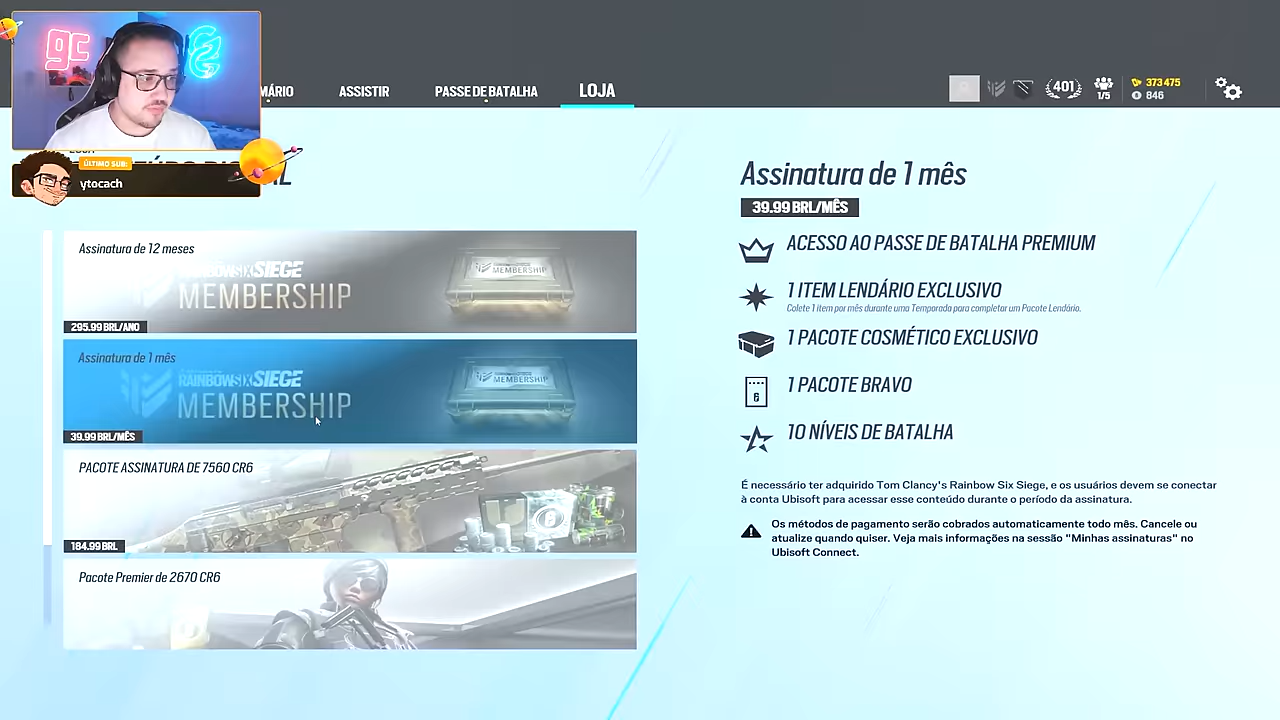 gc
MÁRIO
ASSISTIR
PASSE DE BATALHA
LOJA
401
1/5
373 475
846
ÚLTIMO SUB:
ytocach
Assinatura de 12 meses
RAINBOWSIX SIEGE
MEMBERSHIP
MEMBERSHIP
295.99 BRL/ANO
Assinatura de 1 mês
RAINBOWSIX SIEGE
MEMBERSHIP
MEMBERSHIP
39.99 BRL/MÊS
PACOTE ASSINATURA DE 7560 CR6
184.99 BRL
Pacote Premier de 2670 CR6
Assinatura de 1 mês
39.99 BRL/MÊS
ACESSO AO PASSE DE BATALHA PREMIUM
1 ITEM LENDÁRIO EXCLUSIVO
Colete 1 item por mês durante uma Temporada para completar um Pacote Lendário.
1 PACOTE COSMÉTICO EXCLUSIVO
1 PACOTE BRAVO
10 NÍVEIS DE BATALHA
É necessário ter adquirido Tom Clancy's Rainbow Six Siege, e os usuários devem se conectar
à conta Ubisoft para acessar esse conteúdo durante o período da assinatura.
Os métodos de pagamento serão cobrados automaticamente todo mês. Cancele ou
atualize quando quiser. Veja mais informações na sessão "Minhas assinaturas" no
Ubisoft Connect.